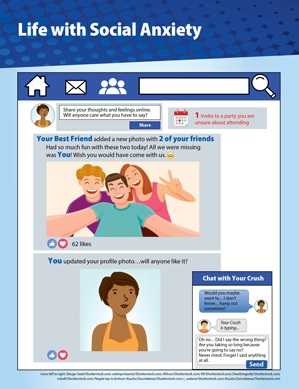 Life with Social Anxiety
Share your thoughts and feelings online.
Will anyone care what you have to say?
Share
1 Invite to a party you are
unsure about attending
Your Best Friend added a new photo with 2 of your friends
Had so much fun with these two today! All we were missing
was You! Wish you would have come with us.
62 likes
You updated your profile photo…will anyone like it?
Chat with Your Crush
Would you maybe
want to…I don't
know…hang out
sometime?
Your Crush
is typing...
Oh no…Did I say the wrong thing?
Are you taking so long because
you're going to say no?
Never mind. Forget I said anything
at all.
Send